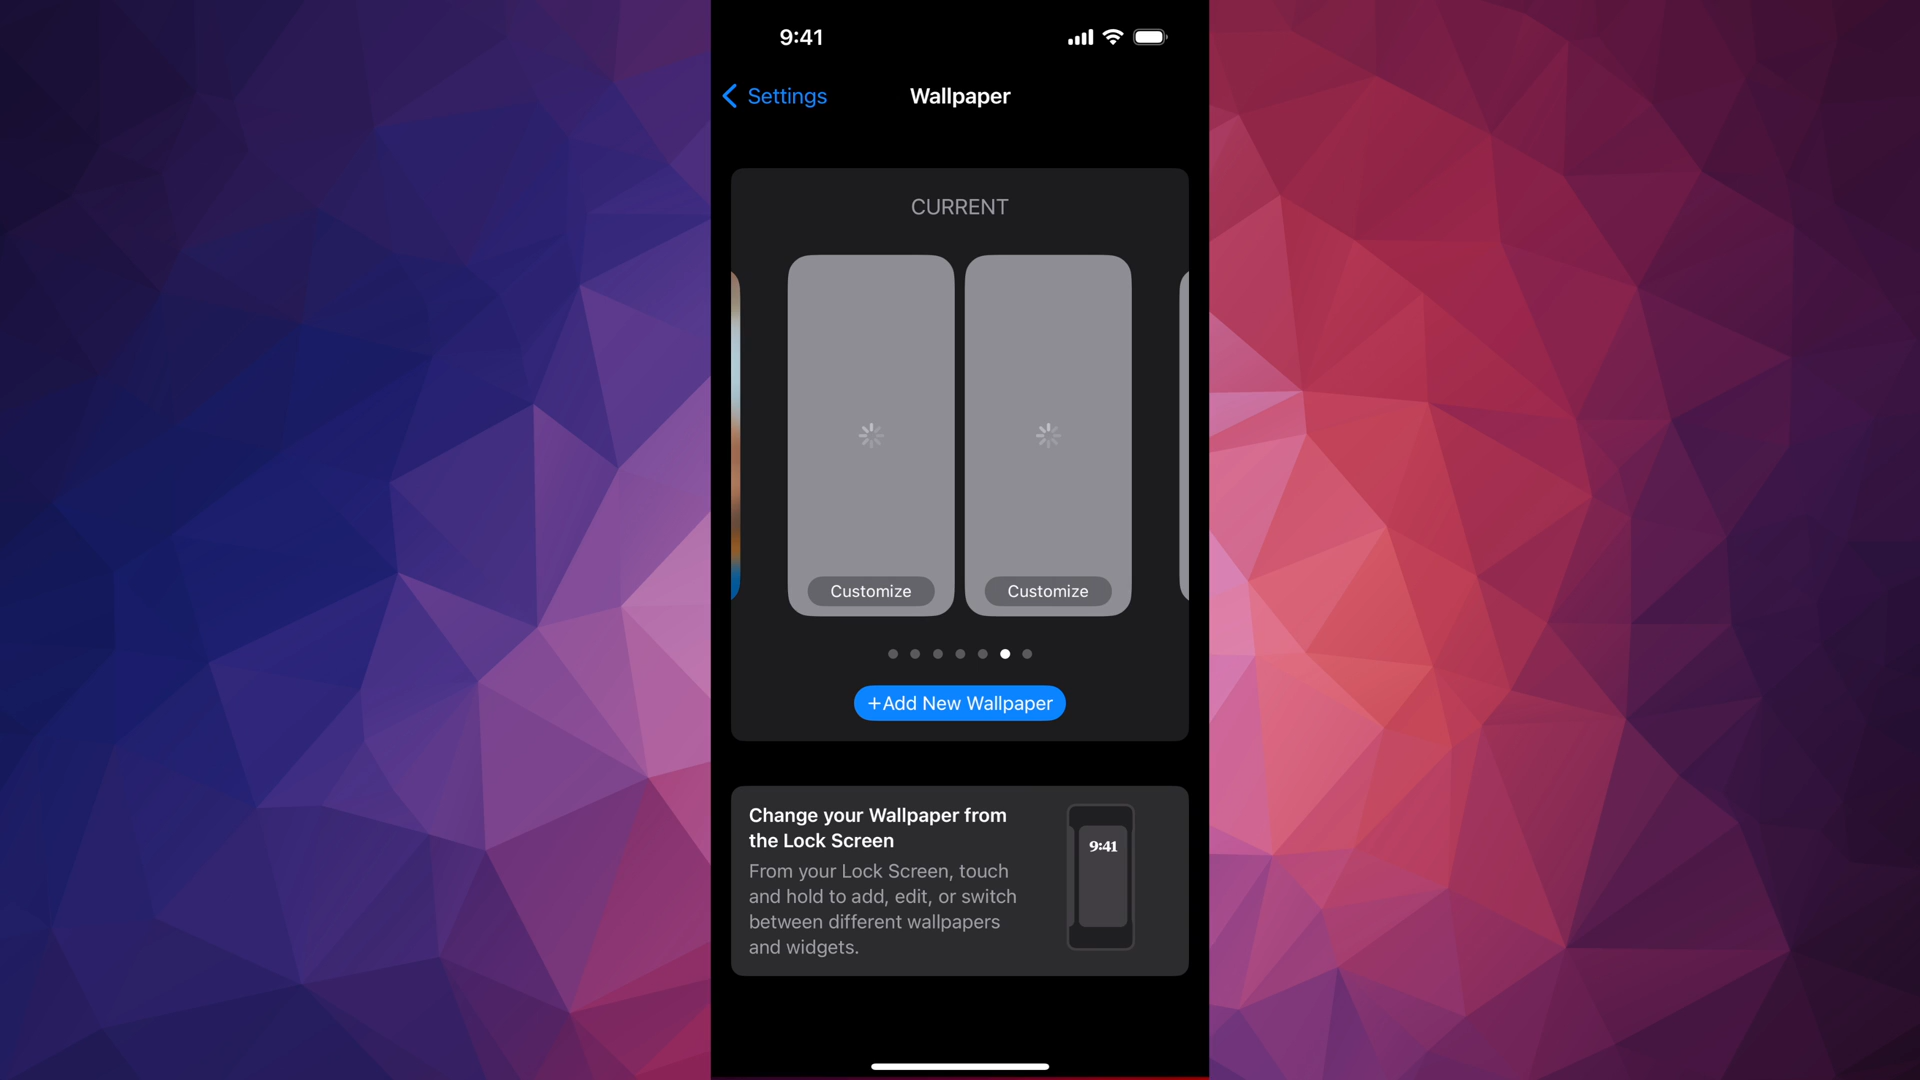 9:41
Settings
Wallpaper
CURRENT
Customize
Customize
+Add New Wallpaper
Change your Wallpaper from
the Lock Screen
From your Lock Screen, touch
and hold to add, edit, or switch
between different wallpapers
and widgets.
9:41